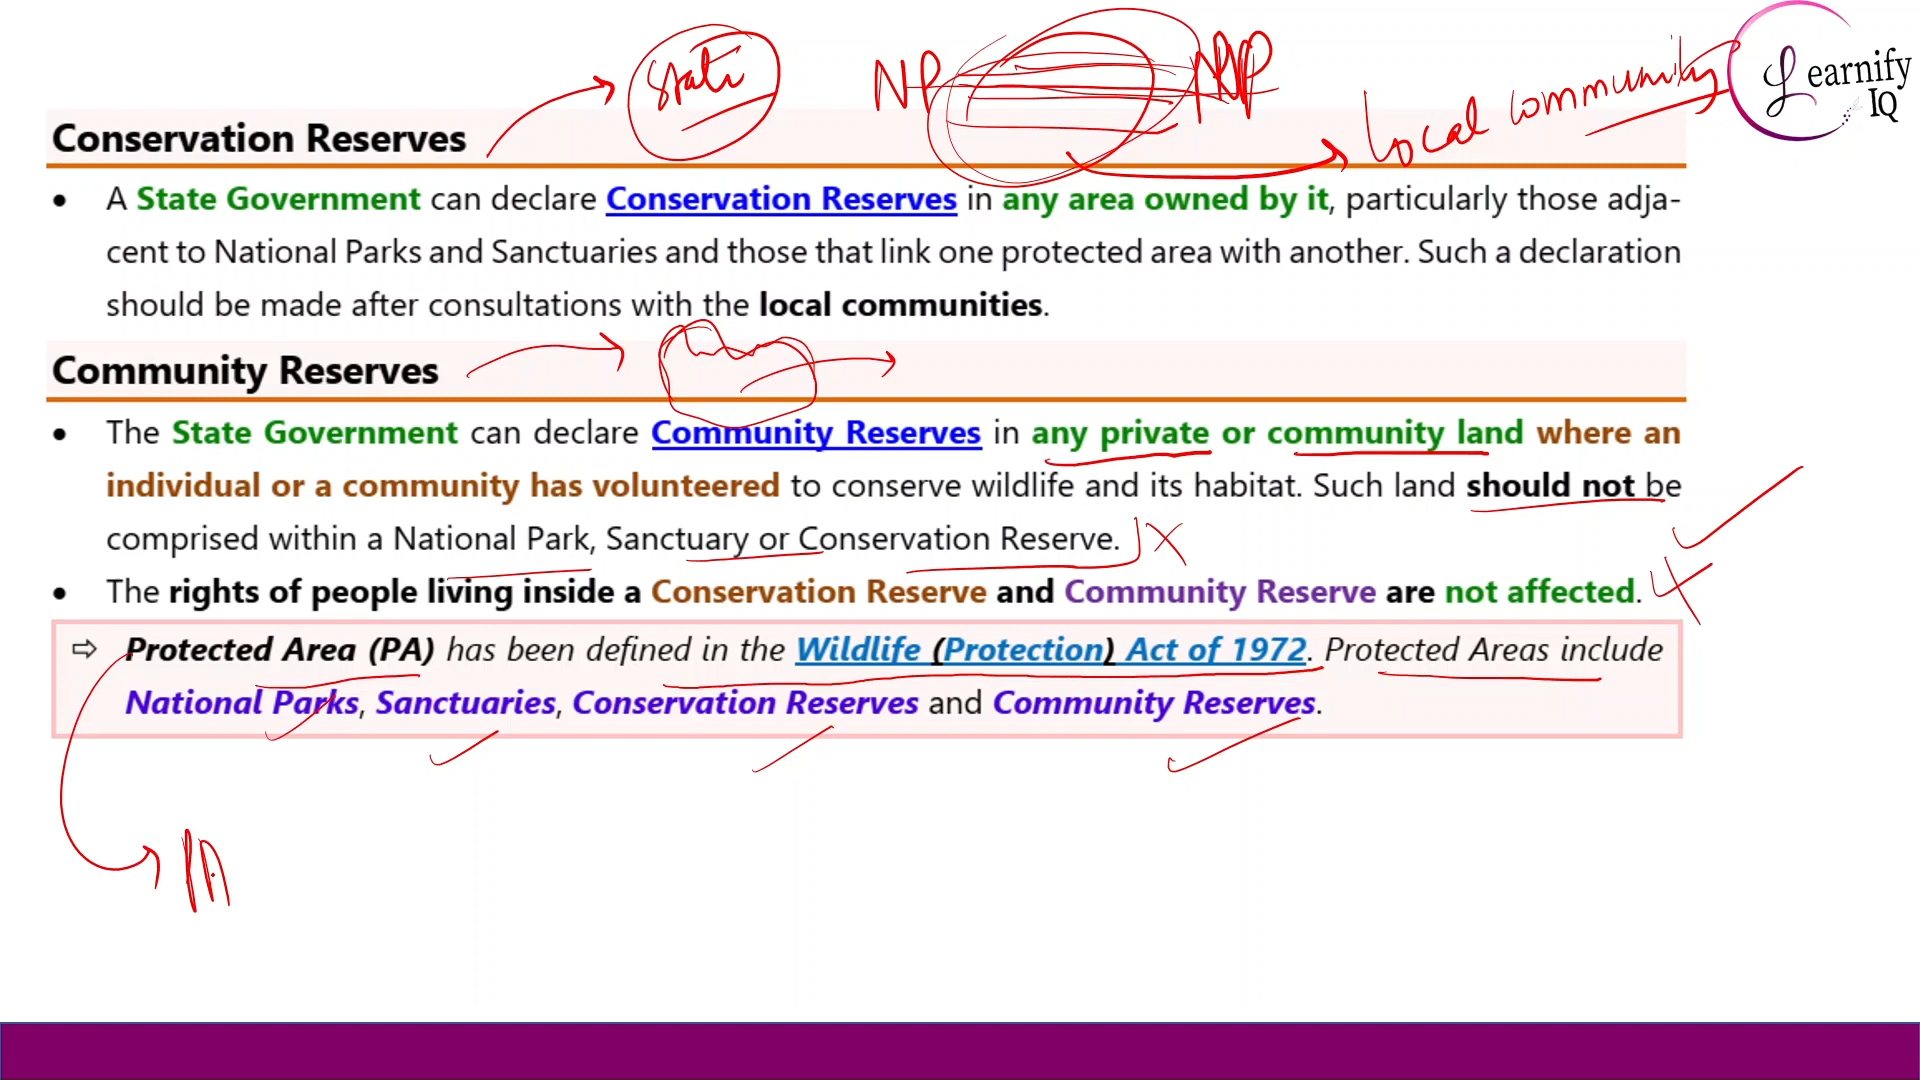 State
NP
NP
Local community
Learnify
IQ
Conservation Reserves
• A State Government can declare Conservation Reserves in any area owned by it, particularly those adja-
cent to National Parks and Sanctuaries and those that link one protected area with another. Such a declaration
should be made after consultations with the local communities.
Community Reserves
• The State Government can declare Community Reserves in any private or community land where an
individual or a community has volunteered to conserve wildlife and its habitat. Such land should not be
comprised within a National Park, Sanctuary or Conservation Reserve.
• The rights of people living inside a Conservation Reserve and Community Reserve are not affected.
⇨ Protected Area (PA) has been defined in the Wildlife (Protection) Act of 1972. Protected Areas include
National Parks, Sanctuaries, Conservation Reserves and Community Reserves.